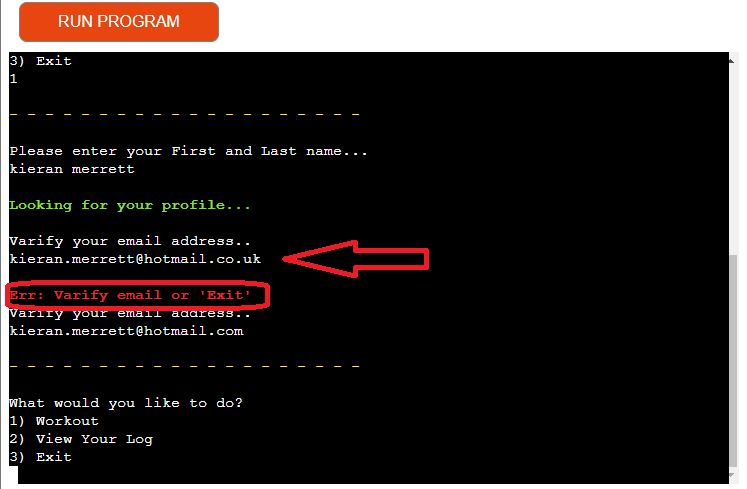 RUN PROGRAM
3) Exit
1
- - - - - - - - - - - - - - - - - - - -
Please enter your First and Last name...
kieran merrett
Looking for your profile...
Varify your email address..
kieran.merrett@hotmail.co.uk
Err: Varify email or 'Exit'
Varify your email address..
kieran.merrett@hotmail.com
- - - - - - - - - - - - - - - - - - - -
What would you like to do?
1) Workout
2) View Your Log
3) Exit